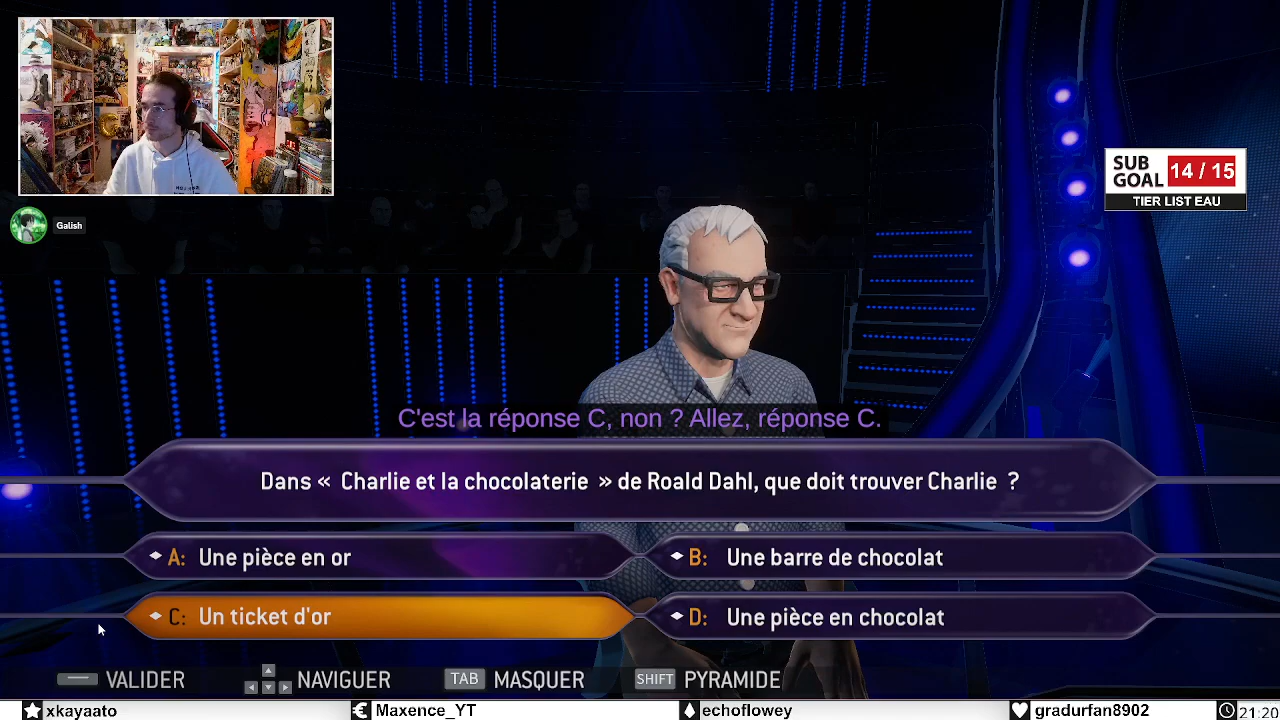 SUB GOAL 14 / 15
TIER LIST EAU
Galish
C'est la réponse C, non ? Allez, réponse C.
Dans « Charlie et la chocolaterie » de Roald Dahl, que doit trouver Charlie ?
A: Une pièce en or
B: Une barre de chocolat
C: Un ticket d'or
D: Une pièce en chocolat
VALIDER NAVIGUER TAB MASQUER SHIFT PYRAMIDE
xkayaato Maxence_YT echoflowey gradurfan8902 21:20